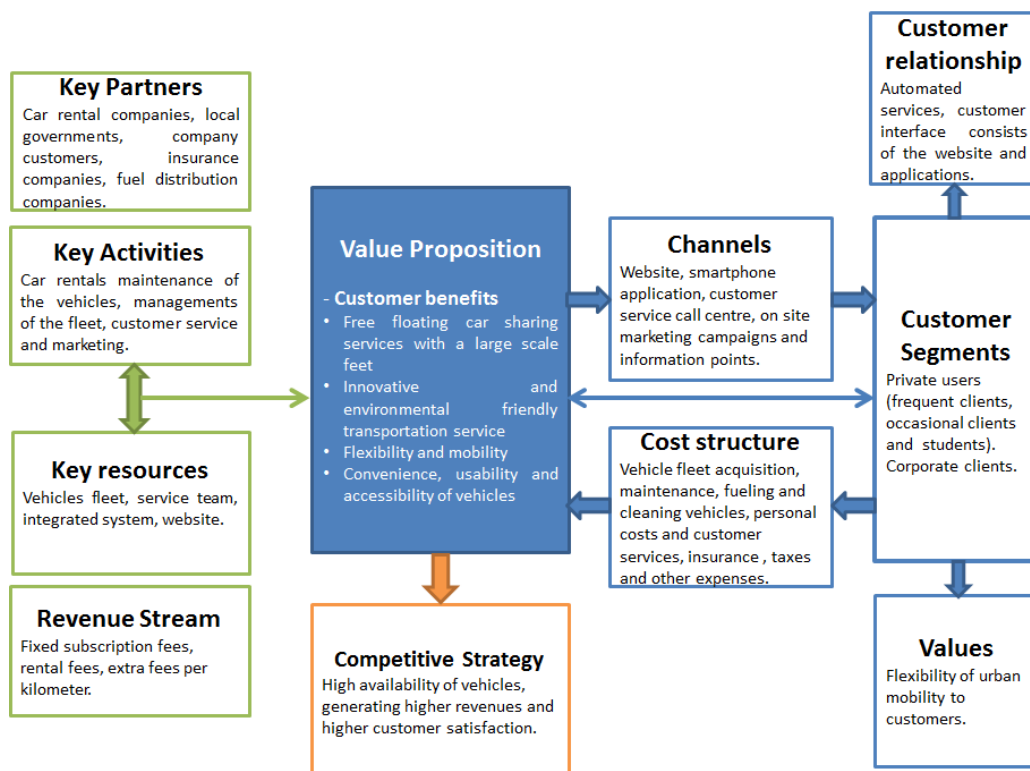 Key Partners
Car rental companies, local
governments, company
customers, insurance
companies, fuel distribution
companies.
Key Activities
Car rentals maintenance of
the vehicles, managements
of the fleet, customer service
and marketing.
Key resources
Vehicles fleet, service team,
integrated system, website.
Revenue Stream
Fixed subscription fees,
rental fees, extra fees per
kilometer.
Value Proposition
- Customer benefits
• Free floating car sharing
services with a large scale
feet
• Innovative and
environmental friendly
transportation service
• Flexibility and mobility
• Convenience, usability and
accessibility of vehicles
Competitive Strategy
High availability of vehicles,
generating higher revenues and
higher customer satisfaction.
Channels
Website, smartphone
application, customer
service call centre, on site
marketing campaigns and
information points.
Cost structure
Vehicle fleet acquisition,
maintenance, fueling and
cleaning vehicles, personal
costs and customer
services, insurance , taxes
and other expenses.
Customer
relationship
Automated
services, customer
interface consists
of the website and
applications.
Customer
Segments
Private users
(frequent clients,
occasional clients
and students).
Corporate clients.
Values
Flexibility of urban
mobility to
customers.